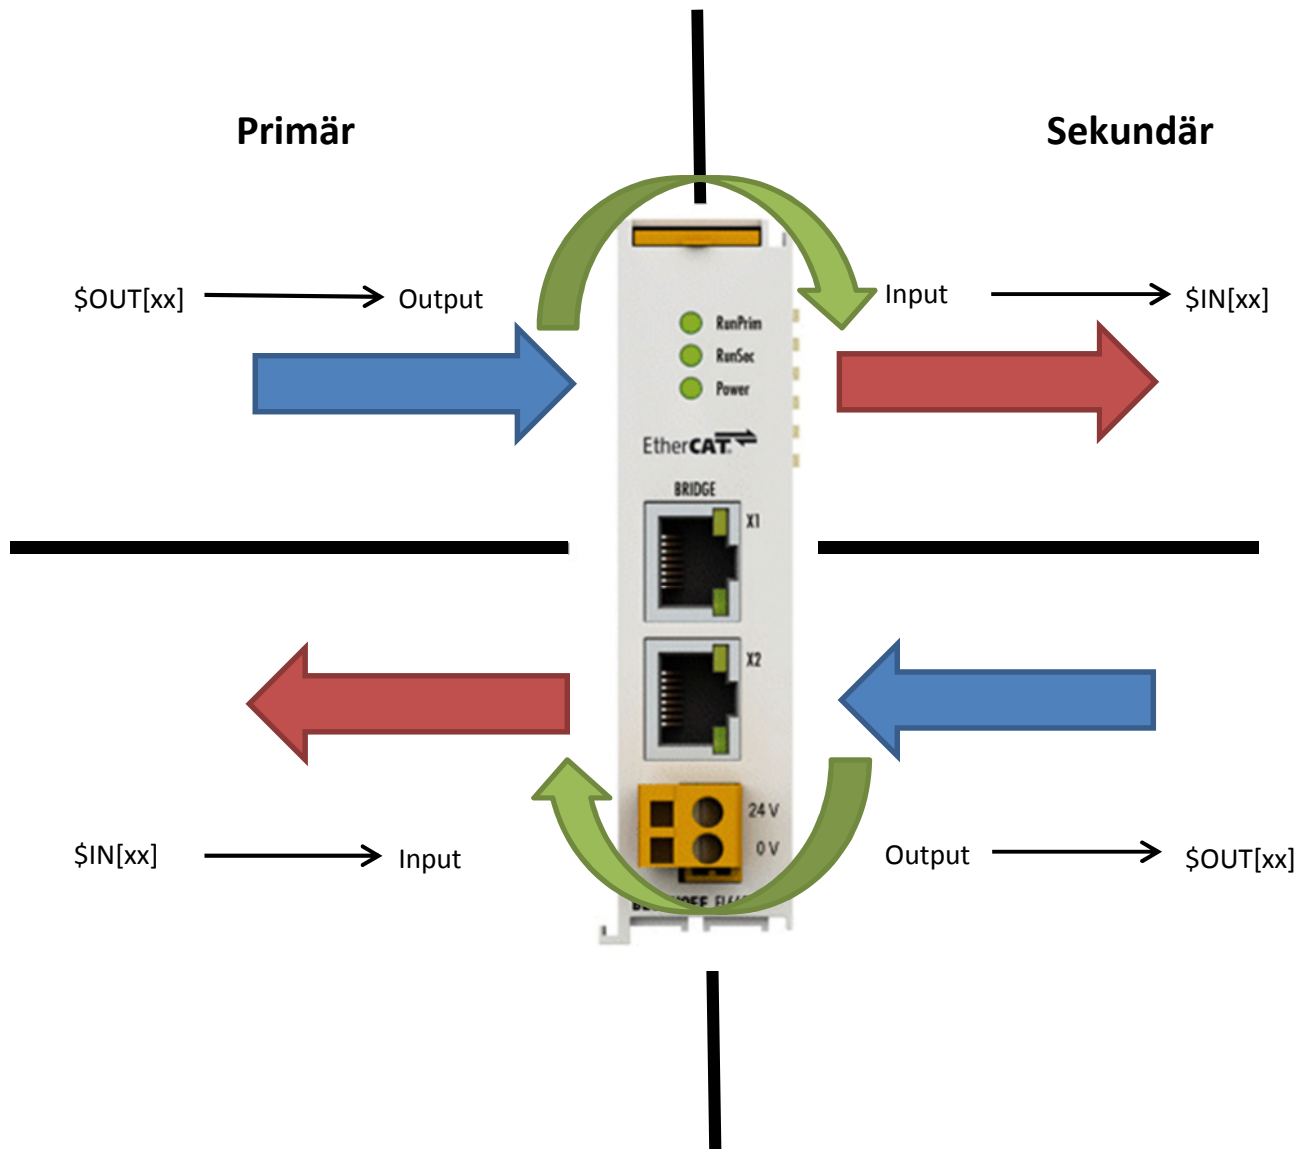 Primär
Sekundär
$OUT[xx]
Output
Input
$IN[xx]
RunPrim
RunSec
Power
EtherCAT
BRIDGE
X1
X2
24 V
0 V
$IN[xx]
Input
Output
$OUT[xx]